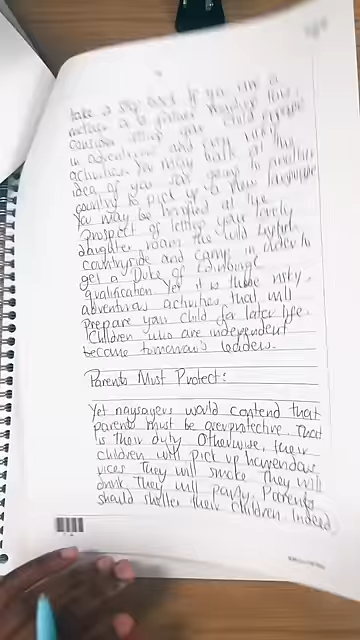 take a step back. If you are a
consider letting your child engage
in adventurous and risky
activities. You may balk at the
idea of your son going to another
country to pick up a new language
You may be horrified at the
prospect of letting your lovely
daughter roam the wild
countryside and camp in order to
get a Duke of Edinburgh
qualification. Yet it is those risky,
adventurous activities that will
prepare your child for later life.
Children who are independent
become tomorrow's leaders.
Parents Must Protect:
Yet naysayers would contend that
parents must be overprotective. That
is their duty. Otherwise, their
children will pick up horrendous
vices. They will smoke. They will
drink. They will party. Parents
should shelter their children. Indeed